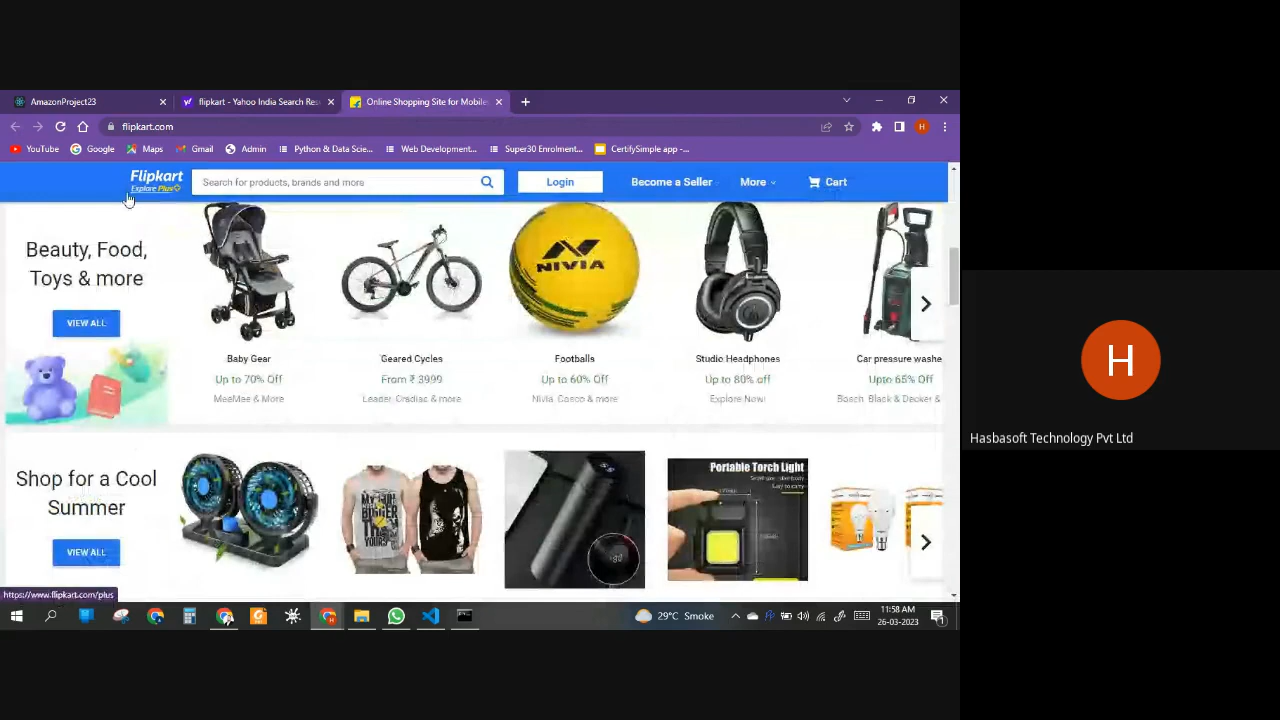 AmazonProject23
flipkart - Yahoo India Search Res
Online Shopping Site for Mobile
flipkart.com
YouTube
Google
Maps
Gmail
Admin
Python & Data Scie...
Web Development...
Super30 Enrolment...
CertifySimple app -...
H
Flipkart
Explore Plus
Search for products, brands and more
Login
Become a Seller
More
Cart
Beauty, Food,
Toys & more
VIEW ALL
NIVIA
Baby Gear
Geared Cycles
Footballs
Studio Headphones
Car pressure washe
Up to 70% Off
From ₹ 3999
Up to 60% Off
Up to 80% off
Upto 65% Off
MeeMee & More
& more
Nivia, Cosco & more
Explore Now!
Bosch, Black & Decker &
Shop for a Cool
Summer
VIEW ALL
BIGGER
YOURS
Portable Torch Light
https://www.flipkart.com/plus
29°C Smoke
11:58 AM
26-03-2023
1
H
Hasbasoft Technology Pvt Ltd